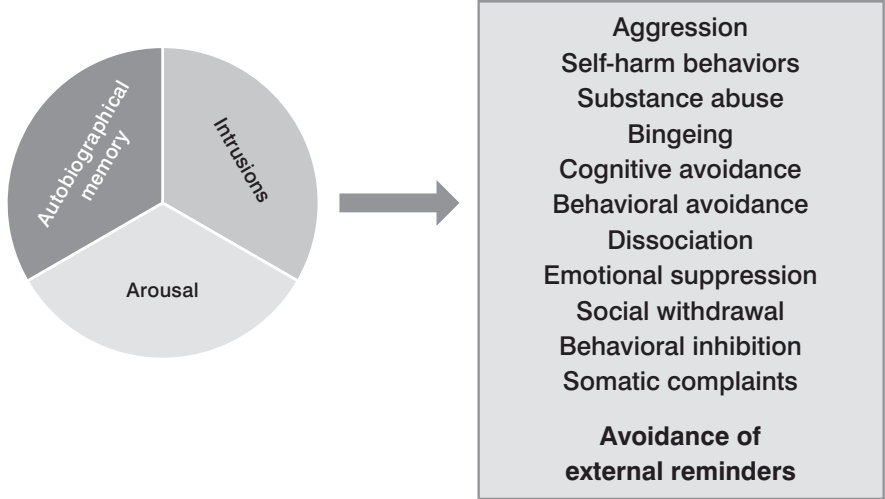 Autobiographical
memory
Intrusions
Arousal
Aggression
Self-harm behaviors
Substance abuse
Bingeing
Cognitive avoidance
Behavioral avoidance
Dissociation
Emotional suppression
Social withdrawal
Behavioral inhibition
Somatic complaints
Avoidance of
external reminders